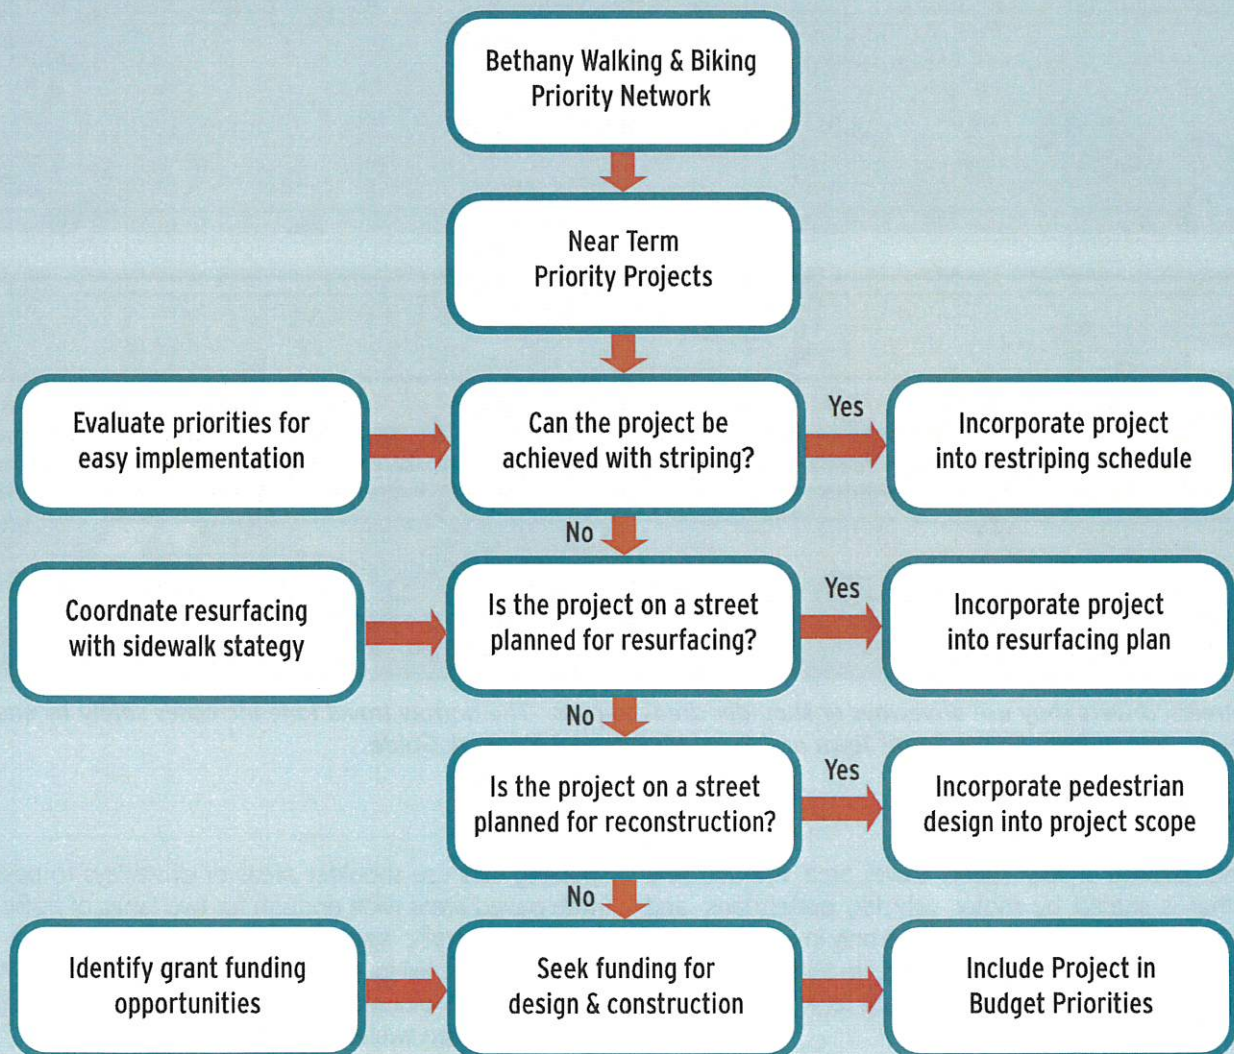 Bethany Walking & Biking
Priority Network
Near Term
Priority Projects
Evaluate priorities for
easy implementation
Can the project be
achieved with striping?
Yes
Incorporate project
into restriping schedule
No
Coordnate resurfacing
with sidewalk stategy
Is the project on a street
planned for resurfacing?
Yes
Incorporate project
into resurfacing plan
No
Is the project on a street
planned for reconstruction?
Yes
Incorporate pedestrian
design into project scope
No
Identify grant funding
opportunities
Seek funding for
design & construction
Include Project in
Budget Priorities